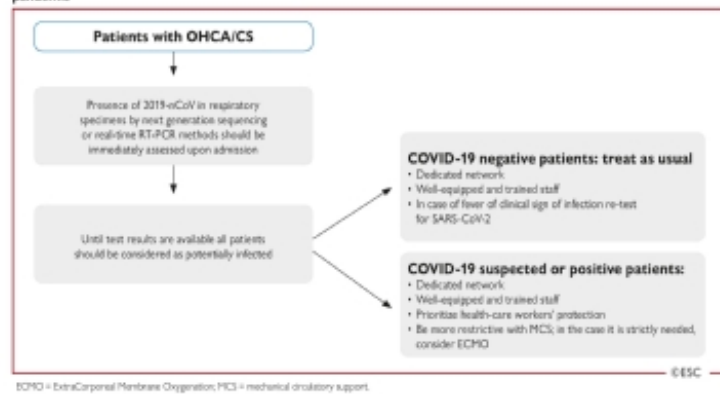 pandemic
Patients with OHCA/CS
Presence of 2019-nCoV in respiratory
specimens by next generation sequencing
or real-time RT-PCR methods should be
immediately assessed upon admission
Until test results are available all patients
should be considered as potentially infected
COVID-19 negative patients: treat as usual
• Dedicated network
• Well-equipped and trained staff
• In case of fever of clinical sign of infection re-test
for SARS-CoV-2
COVID-19 suspected or positive patients:
• Dedicated network
• Well-equipped and trained staff
• Prioritize health-care workers' protection
• Be more restrictive with MCS; in the case it is strictly needed,
consider ECMO
©ESC
ECMO = ExtraCorporeal Membrane Oxygenation; MCS = mechanical circulatory support.